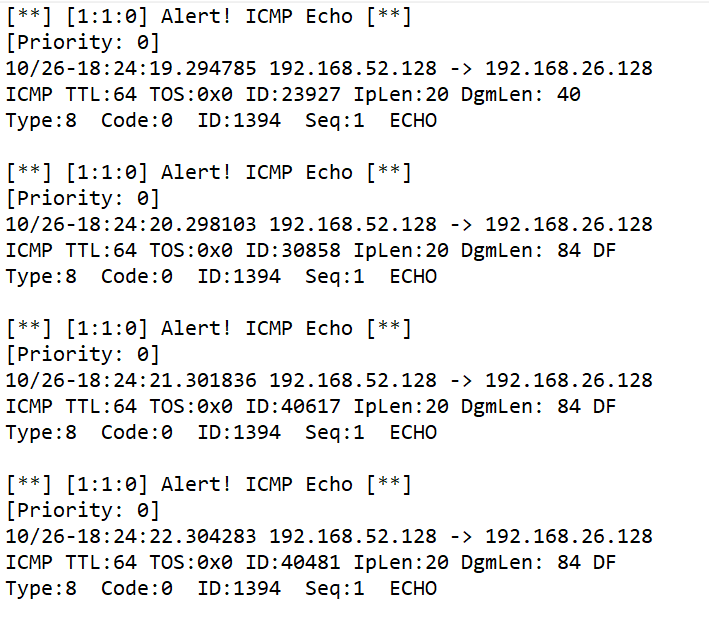 [**] [1:1:0] Alert! ICMP Echo [**]
[Priority: 0]
10/26-18:24:19.294785 192.168.52.128 -> 192.168.26.128
ICMP TTL:64 TOS:0x0 ID:23927 IpLen:20 DgmLen: 40
Type:8  Code:0  ID:1394  Seq:1  ECHO

[**] [1:1:0] Alert! ICMP Echo [**]
[Priority: 0]
10/26-18:24:20.298103 192.168.52.128 -> 192.168.26.128
ICMP TTL:64 TOS:0x0 ID:30858 IpLen:20 DgmLen: 84 DF
Type:8  Code:0  ID:1394  Seq:1  ECHO

[**] [1:1:0] Alert! ICMP Echo [**]
[Priority: 0]
10/26-18:24:21.301836 192.168.52.128 -> 192.168.26.128
ICMP TTL:64 TOS:0x0 ID:40617 IpLen:20 DgmLen: 84 DF
Type:8  Code:0  ID:1394  Seq:1  ECHO

[**] [1:1:0] Alert! ICMP Echo [**]
[Priority: 0]
10/26-18:24:22.304283 192.168.52.128 -> 192.168.26.128
ICMP TTL:64 TOS:0x0 ID:40481 IpLen:20 DgmLen: 84 DF
Type:8  Code:0  ID:1394  Seq:1  ECHO